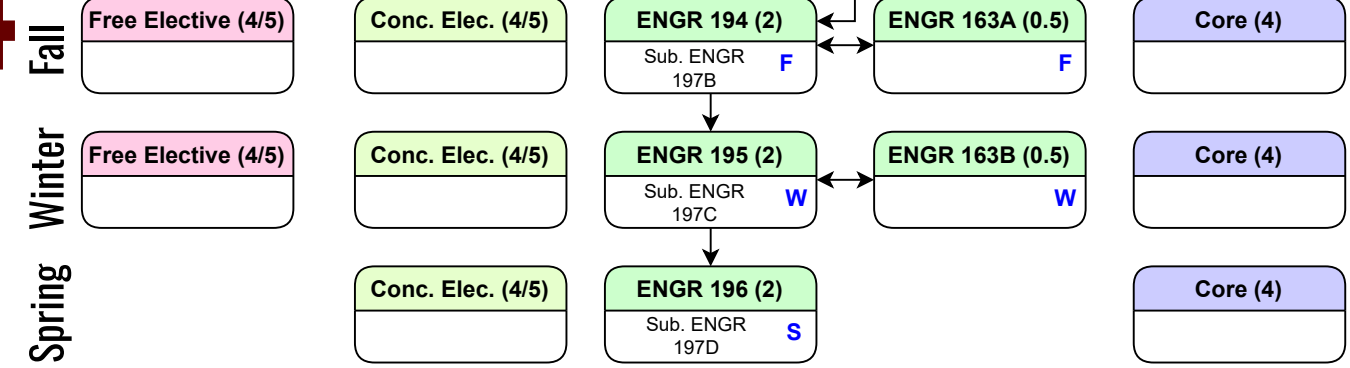 Fall
Free Elective (4/5)
Conc. Elec. (4/5)
ENGR 194 (2)
Sub. ENGR
197B
F
ENGR 163A (0.5)
F
Core (4)
Winter
Free Elective (4/5)
Conc. Elec. (4/5)
ENGR 195 (2)
Sub. ENGR
197C
W
ENGR 163B (0.5)
W
Core (4)
Spring
Conc. Elec. (4/5)
ENGR 196 (2)
Sub. ENGR
197D
S
Core (4)